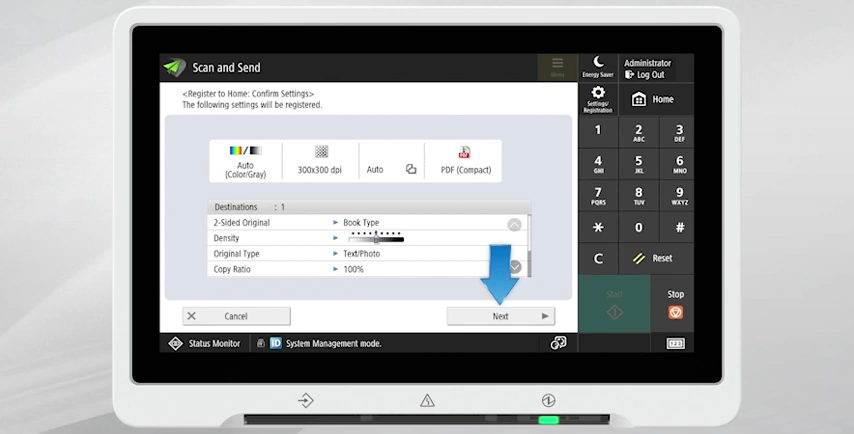 Scan and Send
Menu
Energy Saver
Administrator
Log Out
<Register to Home: Confirm Settings>
The following settings will be registered.
Settings/
Registration
Home
Auto
(Color/Gray)
300x300 dpi
Auto
PDF
PDF (Compact)
Destinations : 1
2-Sided Original ► Book Type
Density ►
Original Type ► Text/Photo
Copy Ratio ► 100%
Cancel
Next
1
2 ABC
3 DEF
4 GHI
5 JKL
6 MNO
7 PQRS
8 TUV
9 WXYZ
*
0
#
C
Reset
Start
Stop
Status Monitor
ID
System Management mode.
123